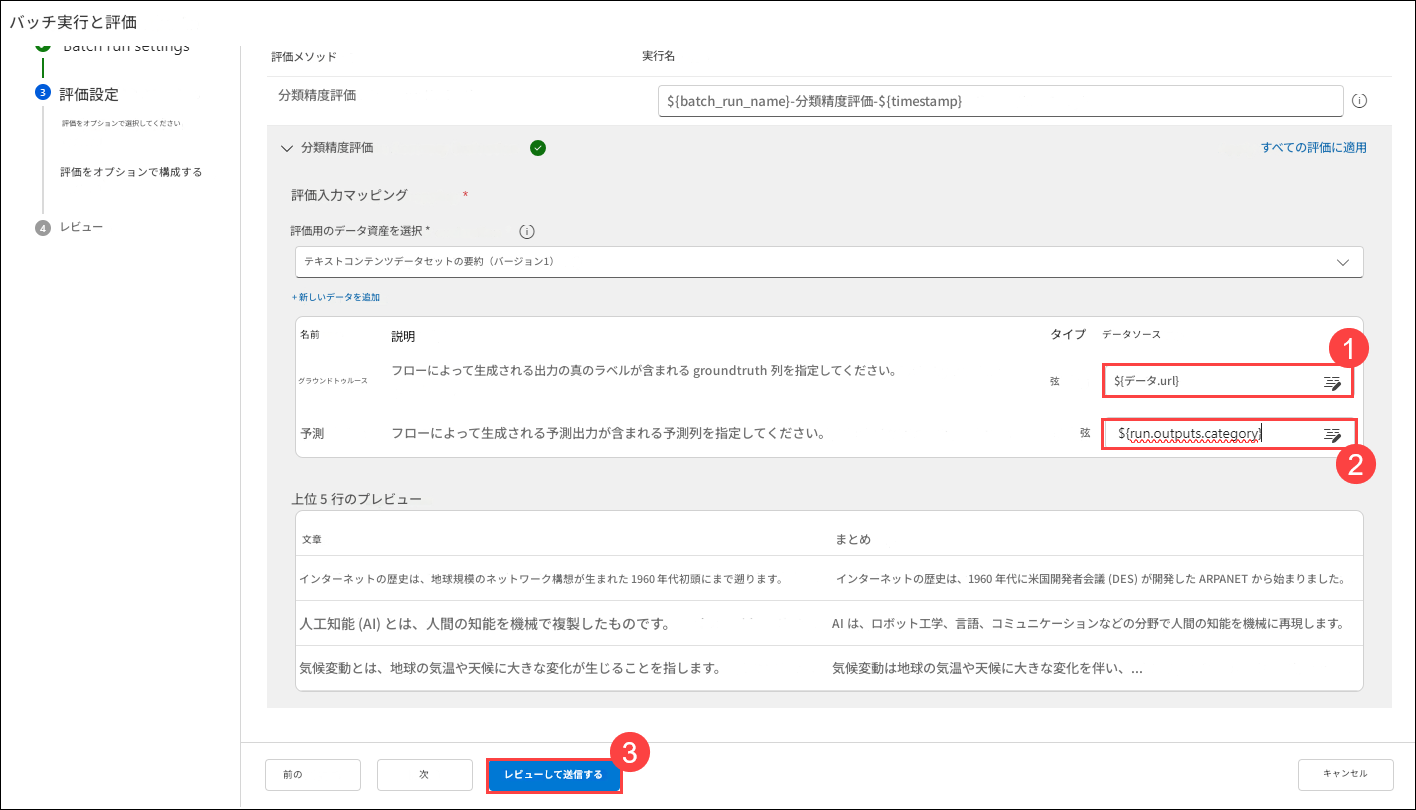 バッチ実行と評価
Batch run settings
3 評価設定
評価をオプションで選択してください
評価をオプションで構成する
4 レビュー
評価メソッド 実行名
分類精度評価 ${batch_run_name}-分類精度評価-${timestamp}
分類精度評価 すべての評価に適用
評価入力マッピング *
評価用のデータ資産を選択 *
テキストコンテンツデータセットの要約（バージョン1）
+ 新しいデータを追加
名前 説明 タイプ データソース
1
グラウンドトゥルース フローによって生成される出力の真のラベルが含まれる groundtruth 列を指定してください。 弦 ${データ.url}
予測 フローによって生成される予測出力が含まれる予測列を指定してください。 弦 ${run.outputs.category}
2
上位 5 行のプレビュー
文章 まとめ
インターネットの歴史は、地球規模のネットワーク構想が生まれた 1960 年代初頭にまで遡ります。 インターネットの歴史は、1960 年代に米国開発者会議 (DES) が開発した ARPANET から始まりました。
人工知能 (AI) とは、人間の知能を機械で複製したものです。 AI は、ロボット工学、言語、コミュニケーションなどの分野で人間の知能を機械に再現します。
気候変動とは、地球の気温や天候に大きな変化が生じることを指します。 気候変動は地球の気温や天候に大きな変化を伴い、...
3
前の 次 レビューして送信する キャンセル